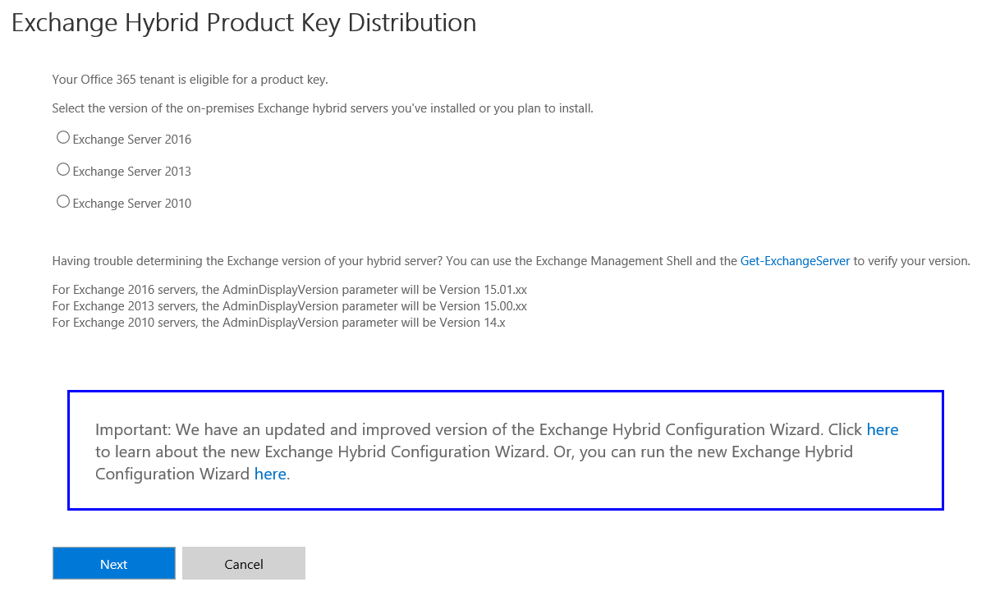 Exchange Hybrid Product Key Distribution
Your Office 365 tenant is eligible for a product key.
Select the version of the on-premises Exchange hybrid servers you've installed or you plan to install.
Exchange Server 2016
Exchange Server 2013
Exchange Server 2010
Having trouble determining the Exchange version of your hybrid server? You can use the Exchange Management Shell and the Get-ExchangeServer to verify your version.
For Exchange 2016 servers, the AdminDisplayVersion parameter will be Version 15.01.xx
For Exchange 2013 servers, the AdminDisplayVersion parameter will be Version 15.00.xx
For Exchange 2010 servers, the AdminDisplayVersion parameter will be Version 14.x
Important: We have an updated and improved version of the Exchange Hybrid Configuration Wizard. Click here
to learn about the new Exchange Hybrid Configuration Wizard. Or, you can run the new Exchange Hybrid
Configuration Wizard here.
Next Cancel